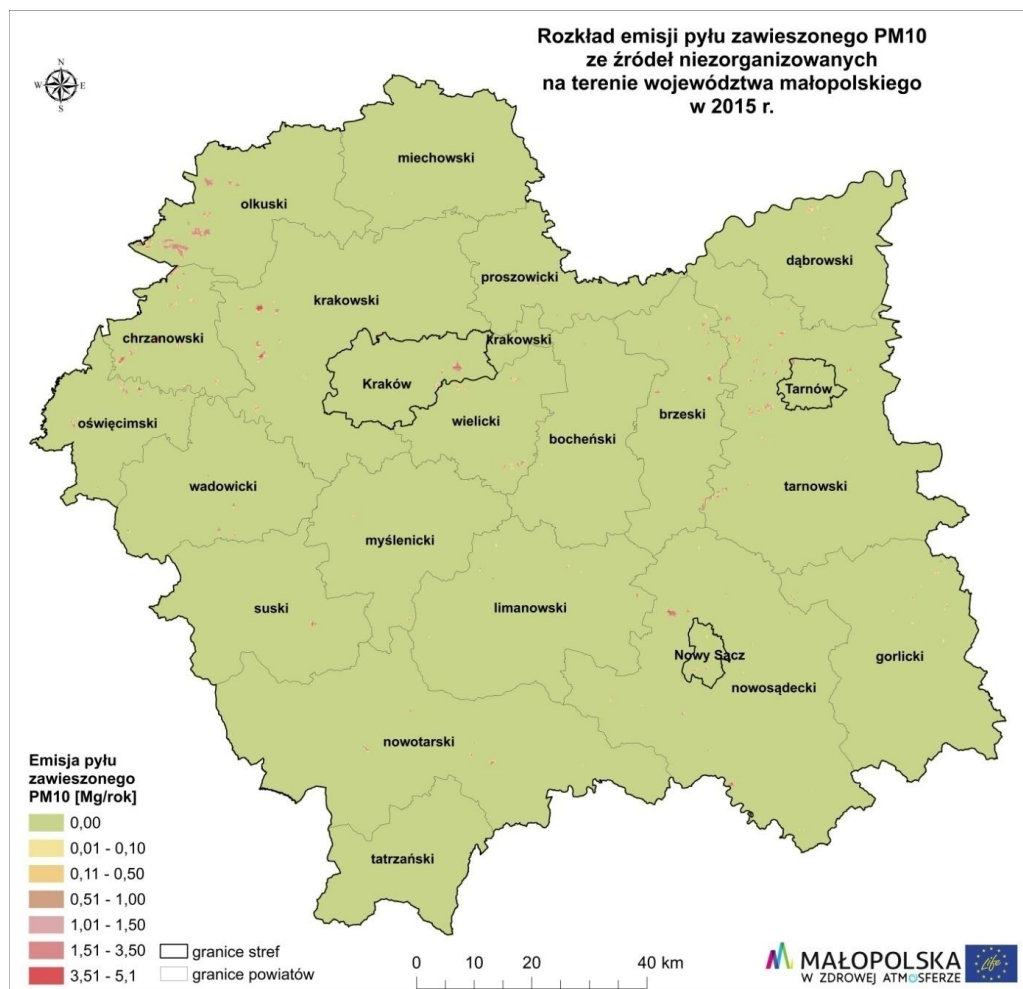 Rozkład emisji pyłu zawieszonego PM10
ze źródeł niezorganizowanych
na terenie województwa małopolskiego
w 2015 r.
N
W E
S
miechowski
olkuski
dąbrowski
proszowicki
krakowski
chrzanowski
krakowski
Kraków
Tarnów
oświęcimski
wielicki
brzeski
bocheński
wadowicki
tarnowski
myślenicki
suski
limanowski
Nowy Sącz
gorlicki
nowosądecki
nowotarski
tatrzański
Emisja pyłu
zawieszonego
PM10 [Mg/rok]
0,00
0,01 - 0,10
0,11 - 0,50
0,51 - 1,00
1,01 - 1,50
1,51 - 3,50
3,51 - 5,1
granice stref
granice powiatów
0 10 20 40 km
MAŁOPOLSKA
W ZDROWEJ ATMOSFERZE
Life